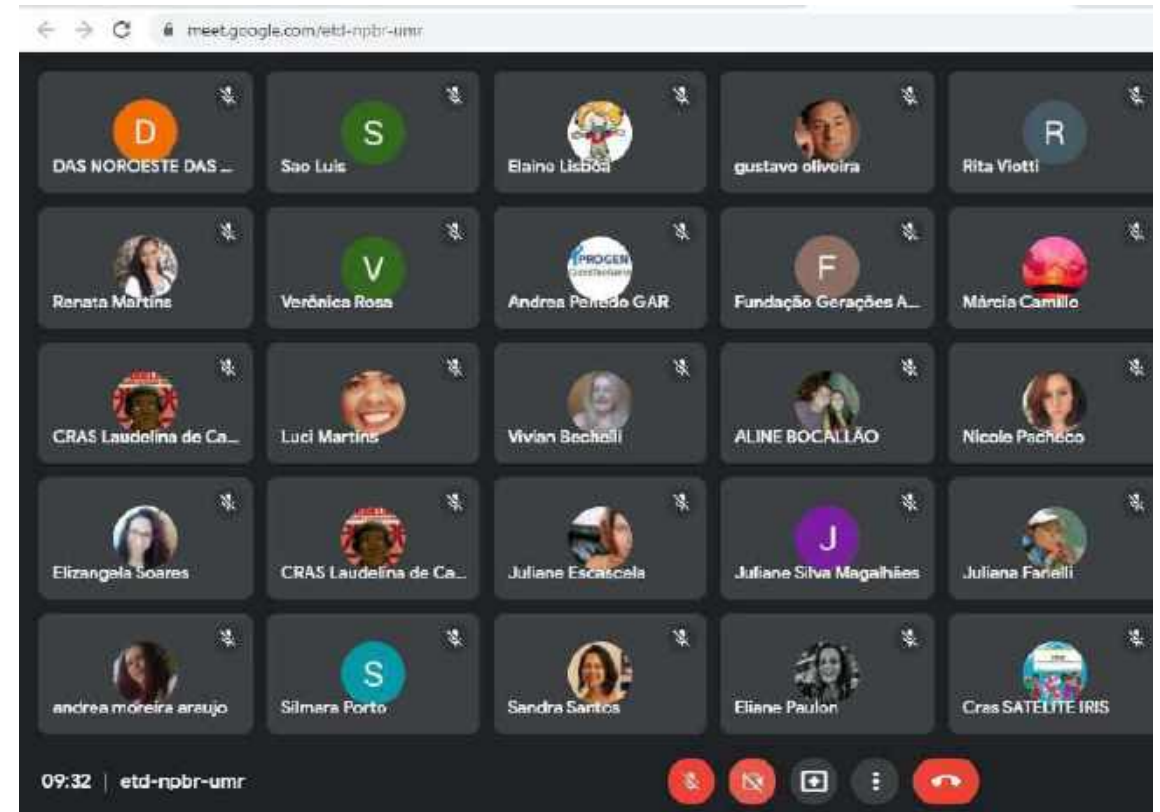 meet.google.com/etd-npbr-umr
D
DAS NOROESTE DAS ...
S
Sao Luis
Elaine Lisbôa
gustavo oliveira
R
Rita Viotti
Renata Martins
V
Verônica Rosa
PROGEN
Andrea Penedo GAR
F
Fundação Gerações A...
Márcia Camillo
CRAS Laudelina de Ca...
Luci Martins
Vivian Bechelli
ALINE BOCALLÃO
Nicole Pacheco
Elizangela Soares
CRAS Laudelina de Ca...
Juliane Escascela
J
Juliane Silva Magalhães
Juliana Fanelli
andrea moreira araujo
S
Silmara Porto
Sandra Santos
Eliane Paulon
Cras SATELITE IRIS
09:32 | etd-npbr-umr